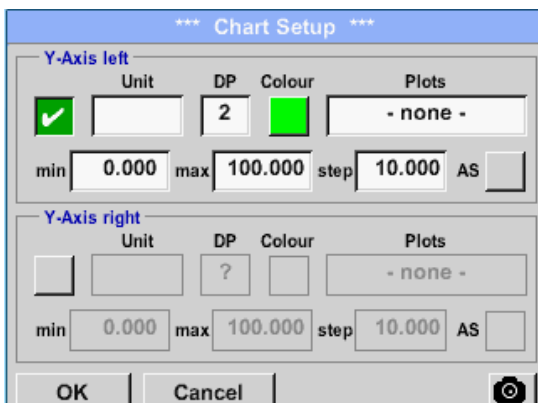 *** Chart Setup ***
Y-Axis left
Unit DP Colour Plots
2 - none -
min 0.000 max 100.000 step 10.000 AS
Y-Axis right
Unit DP Colour Plots
? - none -
min 0.000 max 100.000 step 10.000 AS
OK Cancel